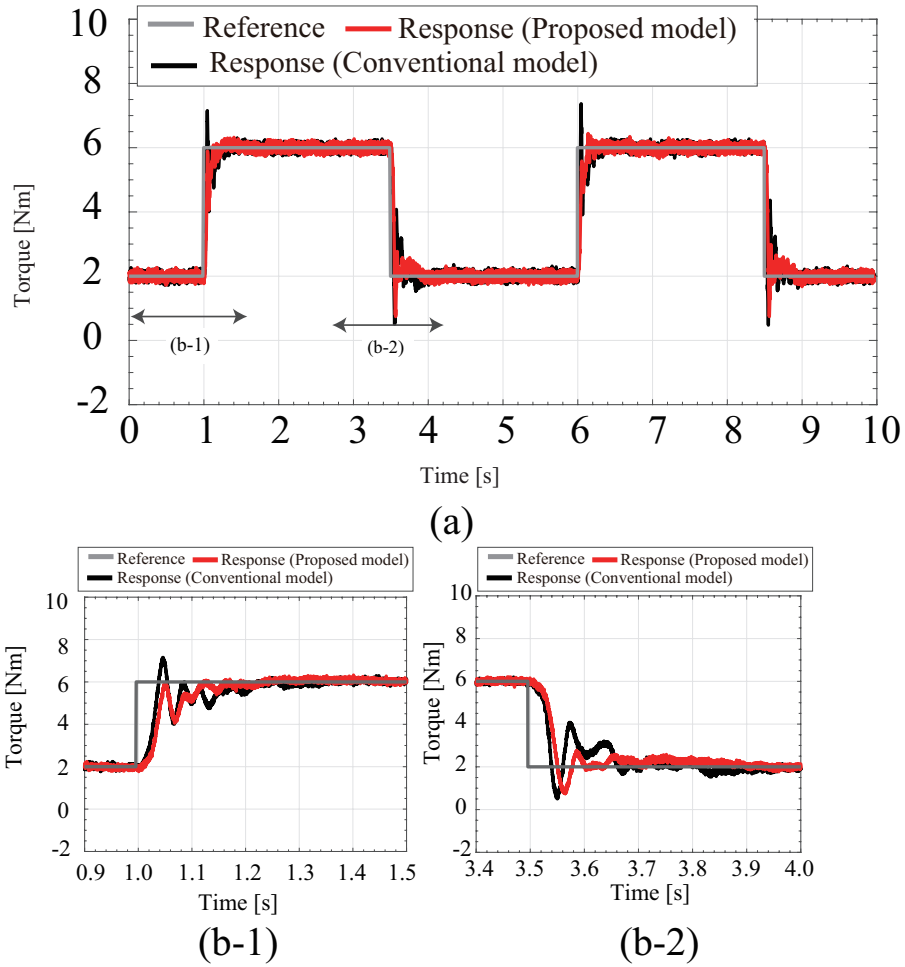 Reference Response (Proposed model)
Response (Conventional model)
10
8
6
4
2
0
-2
Torque [Nm]
(b-1)
(b-2)
0 1 2 3 4 5 6 7 8 9 10
Time [s]
(a)
Reference Response (Proposed model)
Response (Conventional model)
10
8
6
4
2
0
-2
Torque [Nm]
0.9 1.0 1.1 1.2 1.3 1.4 1.5
Time [s]
(b-1)
Reference Response (Proposed model)
Response (Conventional model)
10
8
6
4
2
0
-2
Torque [Nm]
3.4 3.5 3.6 3.7 3.8 3.9 4.0
Time [s]
(b-2)